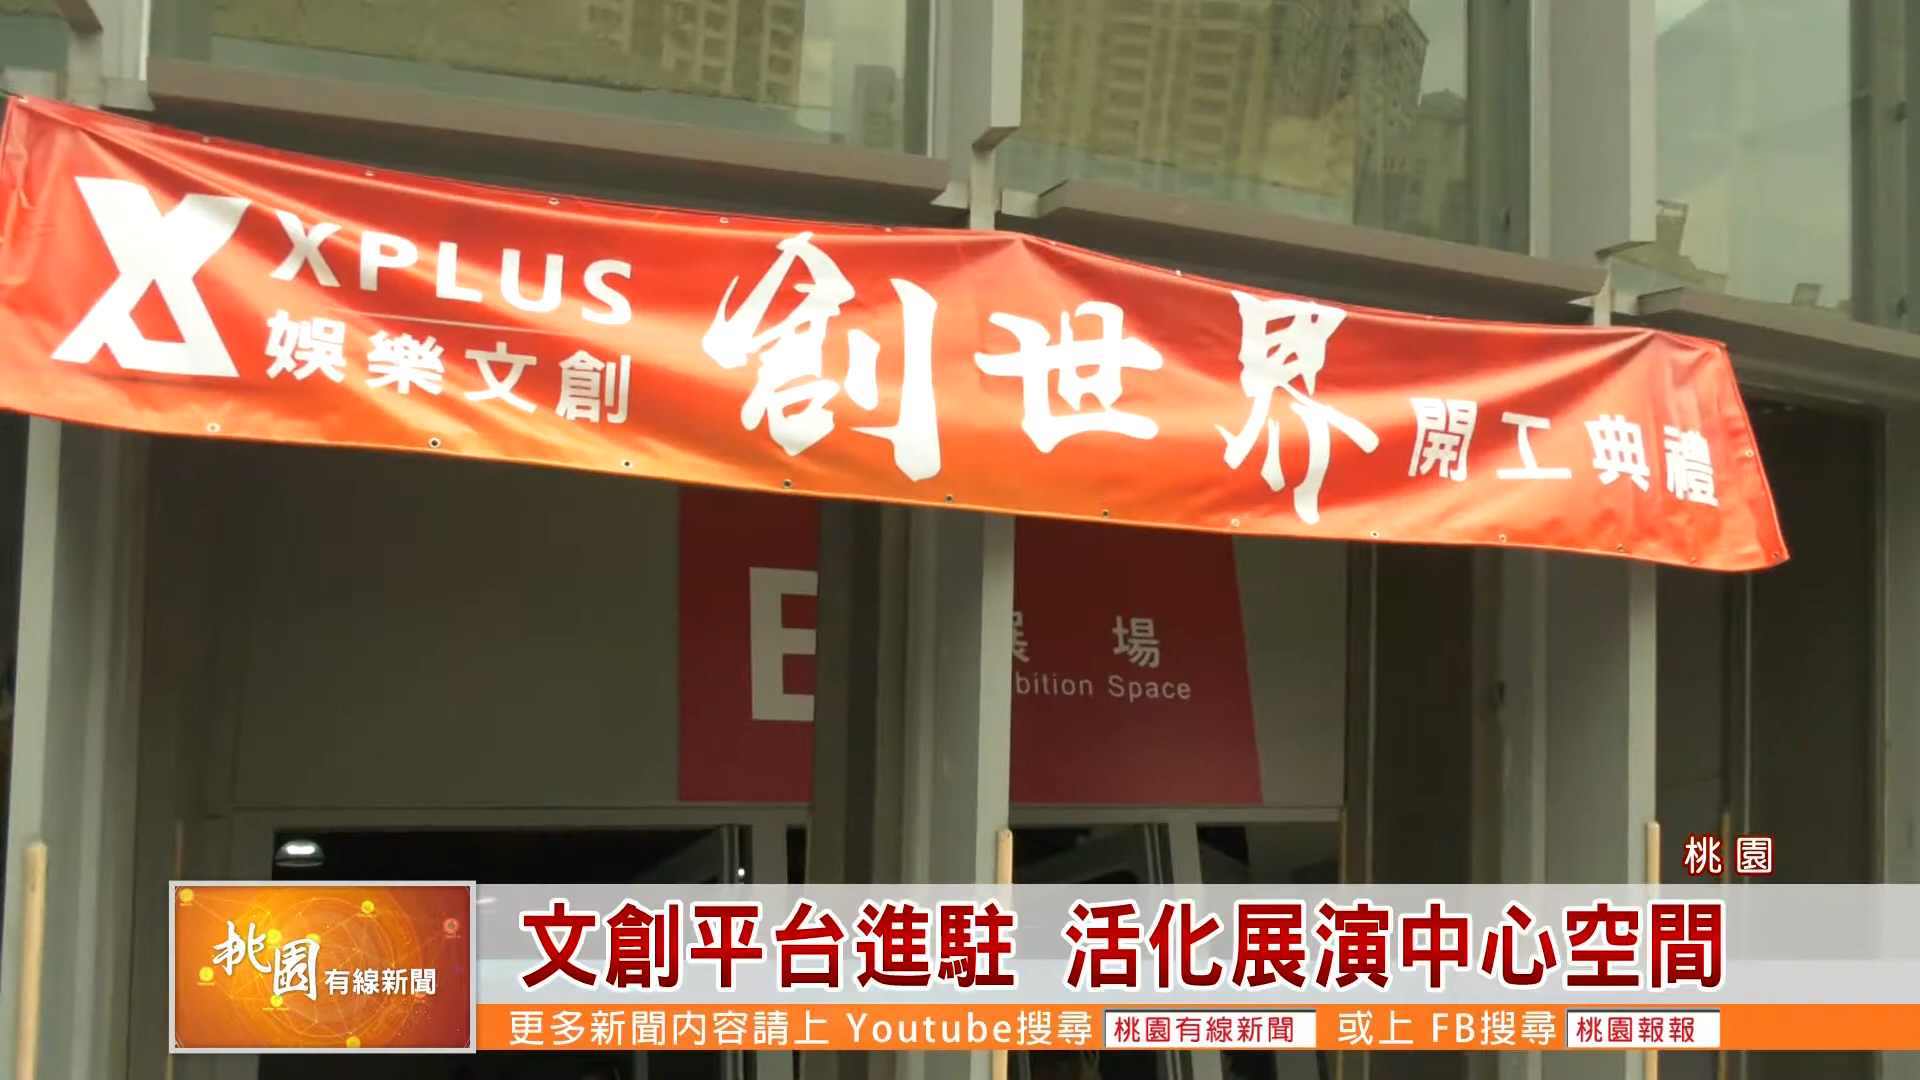 XPLUS
娛樂文創
創世界 開工典禮
E
展場
bition Space
桃園
文創平台進駐 活化展演中心空間
桃園有線新聞
更多新聞內容請上 Youtube搜尋 桃園有線新聞 或上 FB搜尋 桃園報報